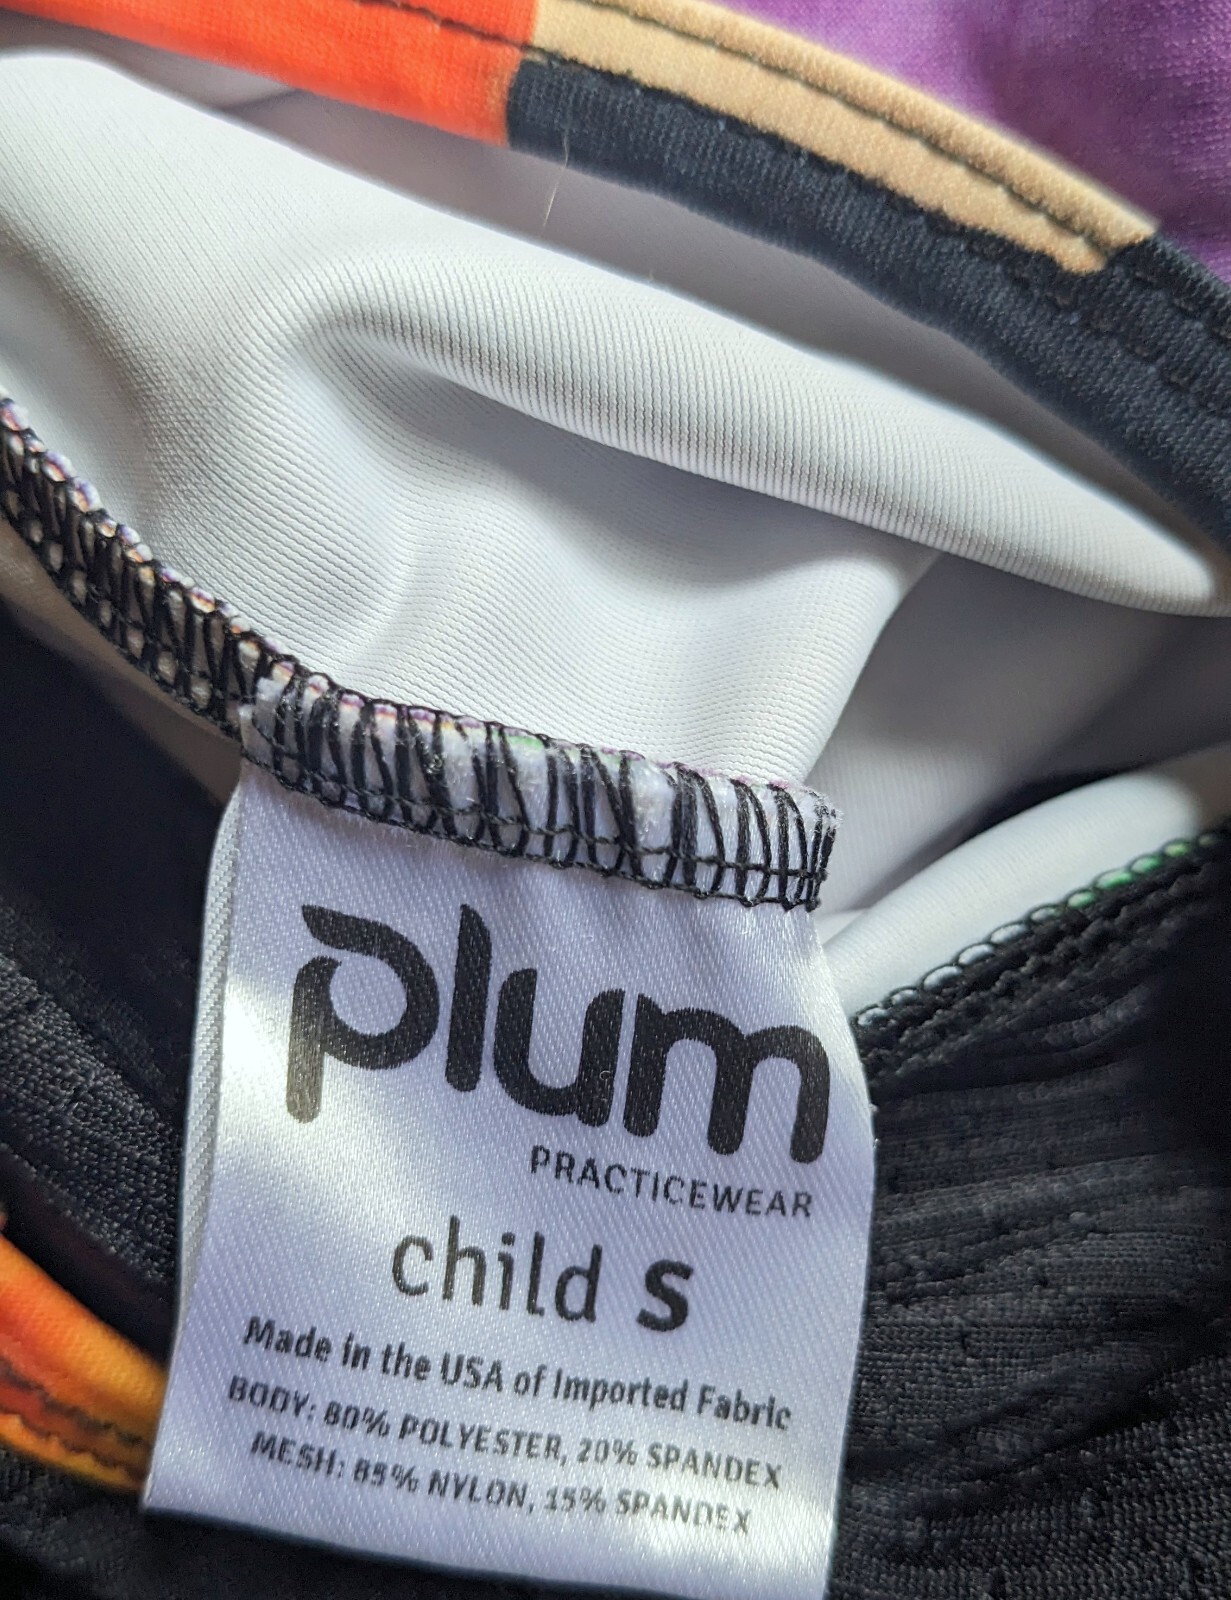 plum
PRACTICEWEAR
child S
Made in the USA of Imported Fabric
BODY: 80% POLYESTER, 20% SPANDEX
MESH: 85% NYLON, 15% SPANDEX